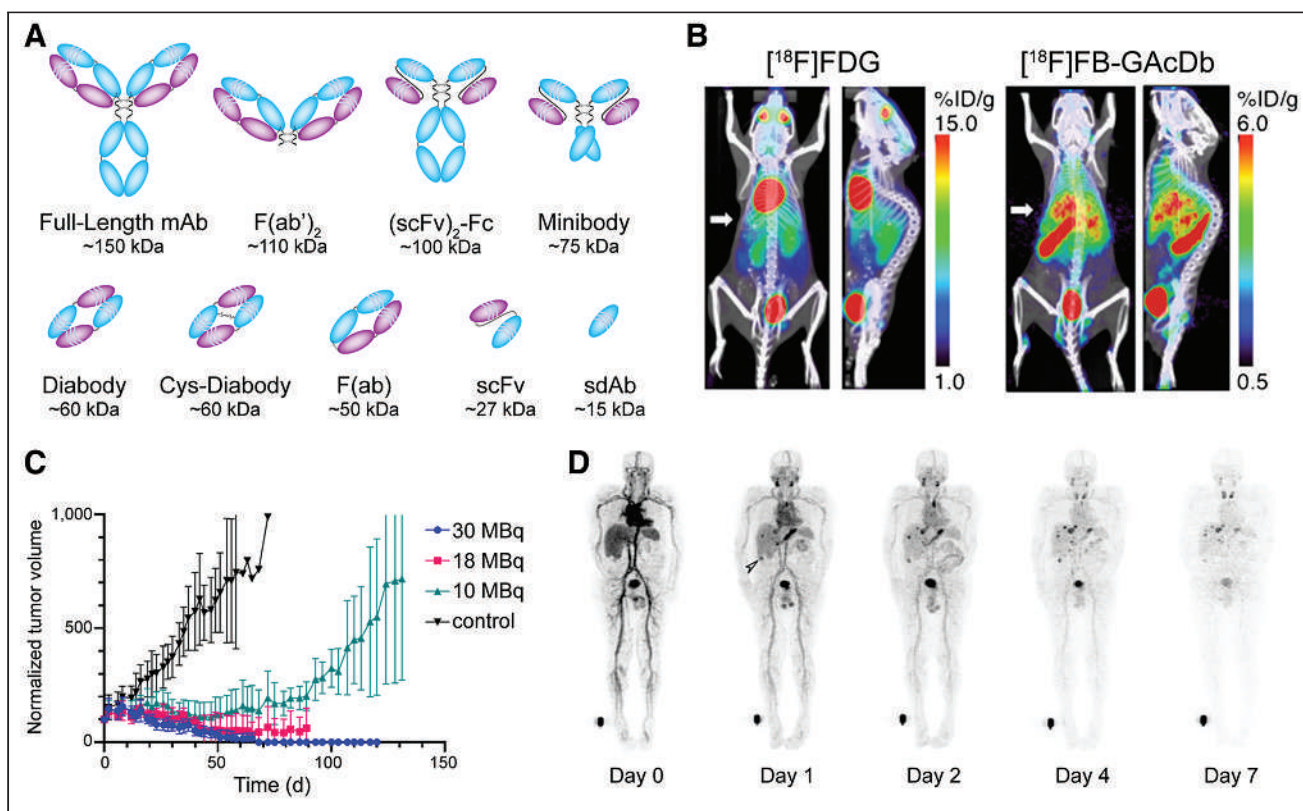 A
Full-Length mAb
~150 kDa
F(ab’)2
~110 kDa
(scFv)2-Fc
~100 kDa
Minibody
~75 kDa
Diabody
~60 kDa
Cys-Diabody
~60 kDa
F(ab)
~50 kDa
scFv
~27 kDa
sdAb
~15 kDa
B
[18F]FDG
%ID/g
15.0
1.0
[18F]FB-GAcDb
%ID/g
6.0
0.5
C
Normalized tumor volume
1,000
500
0
0
50
100
150
Time (d)
30 MBq
18 MBq
10 MBq
control
D
Day 0
Day 1
Day 2
Day 4
Day 7